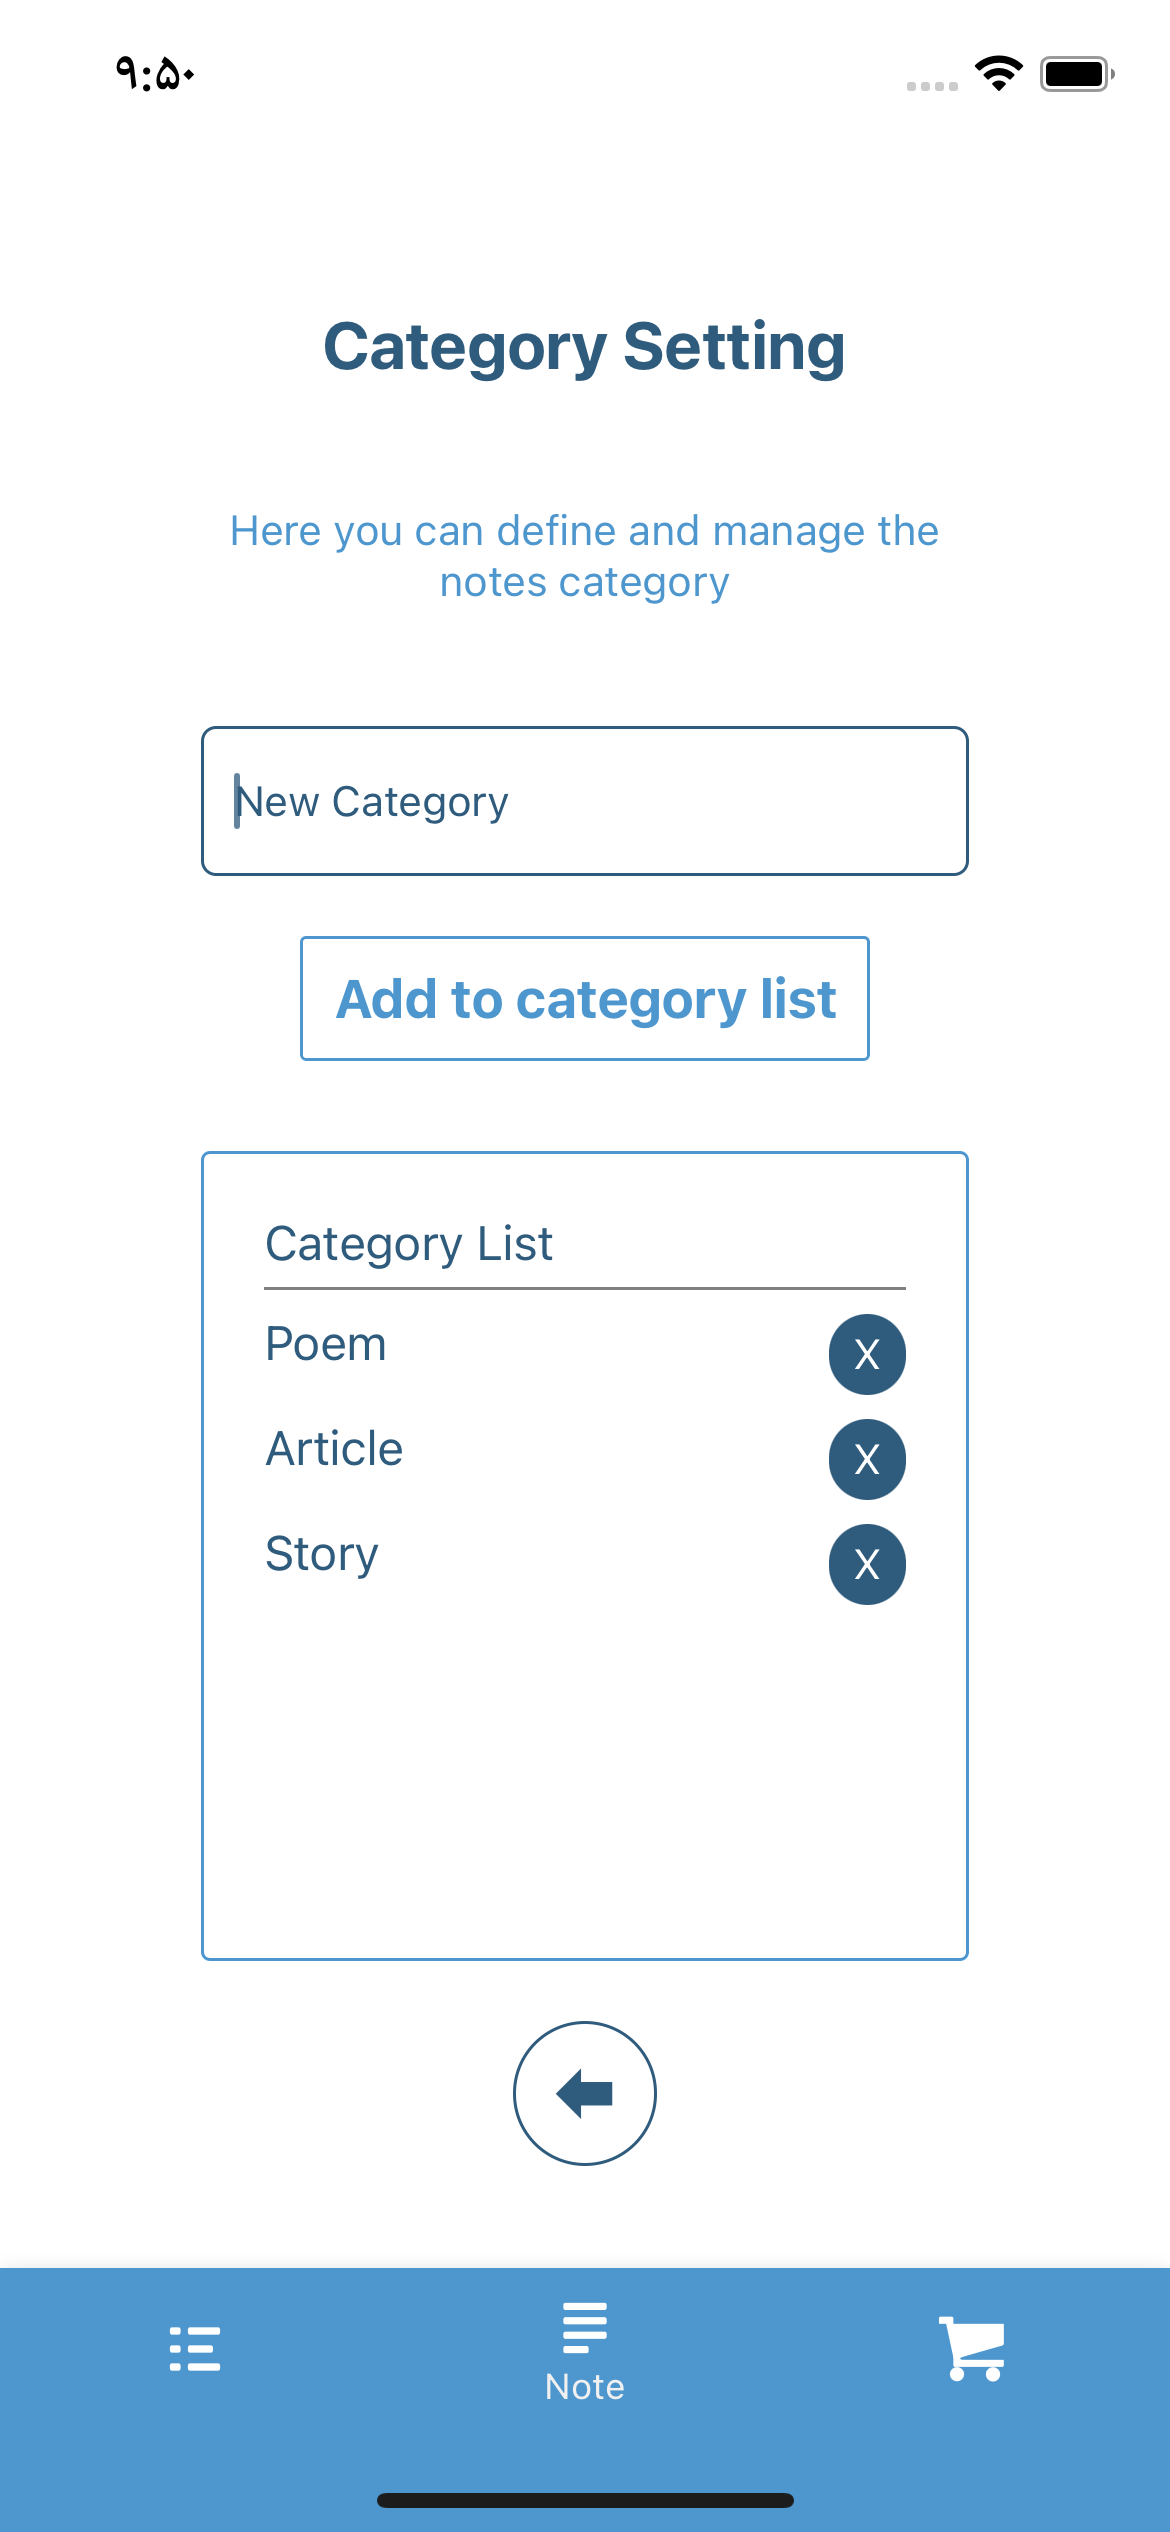 ۹:۵۰
Category Setting
Here you can define and manage the
notes category
New Category
Add to category list
Category List
Poem
X
Article
X
Story
X
Note